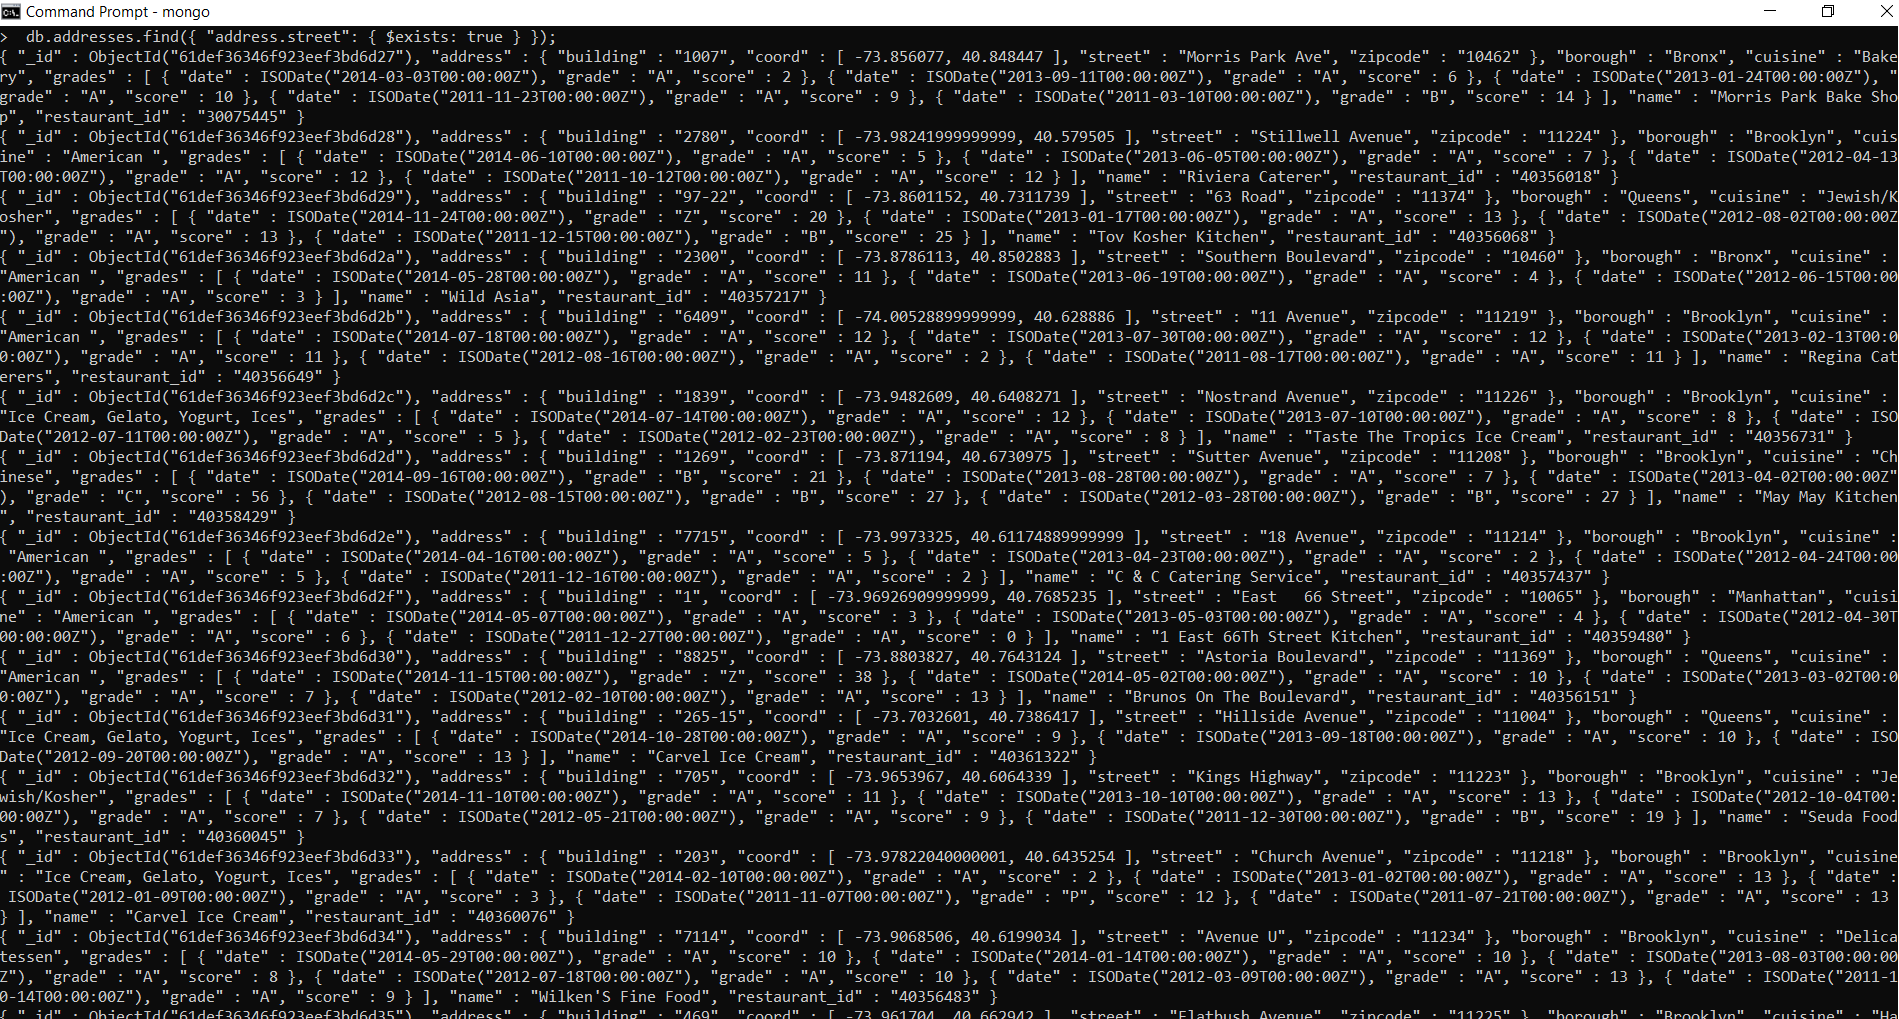 Command Prompt - mongo
>  db.addresses.find({ "address.street": { $exists: true } });
{ "_id" : ObjectId("61def36346f923eef3bd6d27"), "address" : { "building" : "1007", "coord" : [ -73.856077, 40.848447 ], "street" : "Morris Park Ave", "zipcode" : "10462" }, "borough" : "Bronx", "cuisine" : "Bake
ry", "grades" : [ { "date" : ISODate("2014-03-03T00:00:00Z"), "grade" : "A", "score" : 2 }, { "date" : ISODate("2013-09-11T00:00:00Z"), "grade" : "A", "score" : 6 }, { "date" : ISODate("2013-01-24T00:00:00Z"), "
grade" : "A", "score" : 10 }, { "date" : ISODate("2011-11-23T00:00:00Z"), "grade" : "A", "score" : 9 }, { "date" : ISODate("2011-03-10T00:00:00Z"), "grade" : "B", "score" : 14 } ], "name" : "Morris Park Bake Sho
p", "restaurant_id" : "30075445" }
{ "_id" : ObjectId("61def36346f923eef3bd6d28"), "address" : { "building" : "2780", "coord" : [ -73.98241999999999, 40.579505 ], "street" : "Stillwell Avenue", "zipcode" : "11224" }, "borough" : "Brooklyn", "cuis
ine" : "American ", "grades" : [ { "date" : ISODate("2014-06-10T00:00:00Z"), "grade" : "A", "score" : 5 }, { "date" : ISODate("2013-06-05T00:00:00Z"), "grade" : "A", "score" : 7 }, { "date" : ISODate("2012-04-13
T00:00:00Z"), "grade" : "A", "score" : 12 }, { "date" : ISODate("2011-10-12T00:00:00Z"), "grade" : "A", "score" : 12 } ], "name" : "Riviera Caterer", "restaurant_id" : "40356018" }
{ "_id" : ObjectId("61def36346f923eef3bd6d29"), "address" : { "building" : "97-22", "coord" : [ -73.8601152, 40.7311739 ], "street" : "63 Road", "zipcode" : "11374" }, "borough" : "Queens", "cuisine" : "Jewish/K
osher", "grades" : [ { "date" : ISODate("2014-11-24T00:00:00Z"), "grade" : "Z", "score" : 20 }, { "date" : ISODate("2013-01-17T00:00:00Z"), "grade" : "A", "score" : 13 }, { "date" : ISODate("2012-08-02T00:00:00Z
"), "grade" : "A", "score" : 13 }, { "date" : ISODate("2011-12-15T00:00:00Z"), "grade" : "B", "score" : 25 } ], "name" : "Tov Kosher Kitchen", "restaurant_id" : "40356068" }
{ "_id" : ObjectId("61def36346f923eef3bd6d2a"), "address" : { "building" : "2300", "coord" : [ -73.8786113, 40.8502883 ], "street" : "Southern Boulevard", "zipcode" : "10460" }, "borough" : "Bronx", "cuisine" :
"American ", "grades" : [ { "date" : ISODate("2014-05-28T00:00:00Z"), "grade" : "A", "score" : 11 }, { "date" : ISODate("2013-06-19T00:00:00Z"), "grade" : "A", "score" : 4 }, { "date" : ISODate("2012-06-15T00:00
:00Z"), "grade" : "A", "score" : 3 } ], "name" : "Wild Asia", "restaurant_id" : "40357217" }
{ "_id" : ObjectId("61def36346f923eef3bd6d2b"), "address" : { "building" : "6409", "coord" : [ -74.00528899999999, 40.628886 ], "street" : "11 Avenue", "zipcode" : "11219" }, "borough" : "Brooklyn", "cuisine" :
"American ", "grades" : [ { "date" : ISODate("2014-07-18T00:00:00Z"), "grade" : "A", "score" : 12 }, { "date" : ISODate("2013-07-30T00:00:00Z"), "grade" : "A", "score" : 12 }, { "date" : ISODate("2013-02-13T00:0
0:00Z"), "grade" : "A", "score" : 11 }, { "date" : ISODate("2012-08-16T00:00:00Z"), "grade" : "A", "score" : 2 }, { "date" : ISODate("2011-08-17T00:00:00Z"), "grade" : "A", "score" : 11 } ], "name" : "Regina Cat
erers", "restaurant_id" : "40356649" }
{ "_id" : ObjectId("61def36346f923eef3bd6d2c"), "address" : { "building" : "1839", "coord" : [ -73.9482609, 40.6408271 ], "street" : "Nostrand Avenue", "zipcode" : "11226" }, "borough" : "Brooklyn", "cuisine" :
"Ice Cream, Gelato, Yogurt, Ices", "grades" : [ { "date" : ISODate("2014-07-14T00:00:00Z"), "grade" : "A", "score" : 12 }, { "date" : ISODate("2013-07-10T00:00:00Z"), "grade" : "A", "score" : 8 }, { "date" : ISO
Date("2012-07-11T00:00:00Z"), "grade" : "A", "score" : 5 }, { "date" : ISODate("2012-02-23T00:00:00Z"), "grade" : "A", "score" : 8 } ], "name" : "Taste The Tropics Ice Cream", "restaurant_id" : "40356731" }
{ "_id" : ObjectId("61def36346f923eef3bd6d2d"), "address" : { "building" : "1269", "coord" : [ -73.871194, 40.6730975 ], "street" : "Sutter Avenue", "zipcode" : "11208" }, "borough" : "Brooklyn", "cuisine" : "Ch
inese", "grades" : [ { "date" : ISODate("2014-09-16T00:00:00Z"), "grade" : "B", "score" : 21 }, { "date" : ISODate("2013-08-28T00:00:00Z"), "grade" : "A", "score" : 7 }, { "date" : ISODate("2013-04-02T00:00:00Z"
), "grade" : "C", "score" : 56 }, { "date" : ISODate("2012-08-15T00:00:00Z"), "grade" : "B", "score" : 27 }, { "date" : ISODate("2012-03-28T00:00:00Z"), "grade" : "B", "score" : 27 } ], "name" : "May May Kitchen
", "restaurant_id" : "40358429" }
{ "_id" : ObjectId("61def36346f923eef3bd6d2e"), "address" : { "building" : "7715", "coord" : [ -73.9973325, 40.61174889999999 ], "street" : "18 Avenue", "zipcode" : "11214" }, "borough" : "Brooklyn", "cuisine" :
 "American ", "grades" : [ { "date" : ISODate("2014-04-16T00:00:00Z"), "grade" : "A", "score" : 5 }, { "date" : ISODate("2013-04-23T00:00:00Z"), "grade" : "A", "score" : 2 }, { "date" : ISODate("2012-04-24T00:00
:00Z"), "grade" : "A", "score" : 5 }, { "date" : ISODate("2011-12-16T00:00:00Z"), "grade" : "A", "score" : 2 } ], "name" : "C & C Catering Service", "restaurant_id" : "40357437" }
{ "_id" : ObjectId("61def36346f923eef3bd6d2f"), "address" : { "building" : "1", "coord" : [ -73.96926909999999, 40.7685235 ], "street" : "East   66 Street", "zipcode" : "10065" }, "borough" : "Manhattan", "cuisi
ne" : "American ", "grades" : [ { "date" : ISODate("2014-05-07T00:00:00Z"), "grade" : "A", "score" : 3 }, { "date" : ISODate("2013-05-03T00:00:00Z"), "grade" : "A", "score" : 4 }, { "date" : ISODate("2012-04-30T
00:00:00Z"), "grade" : "A", "score" : 6 }, { "date" : ISODate("2011-12-27T00:00:00Z"), "grade" : "A", "score" : 0 } ], "name" : "1 East 66Th Street Kitchen", "restaurant_id" : "40359480" }
{ "_id" : ObjectId("61def36346f923eef3bd6d30"), "address" : { "building" : "8825", "coord" : [ -73.8803827, 40.7643124 ], "street" : "Astoria Boulevard", "zipcode" : "11369" }, "borough" : "Queens", "cuisine" :
"American ", "grades" : [ { "date" : ISODate("2014-11-15T00:00:00Z"), "grade" : "Z", "score" : 38 }, { "date" : ISODate("2014-05-02T00:00:00Z"), "grade" : "A", "score" : 10 }, { "date" : ISODate("2013-03-02T00:0
0:00Z"), "grade" : "A", "score" : 7 }, { "date" : ISODate("2012-02-10T00:00:00Z"), "grade" : "A", "score" : 13 } ], "name" : "Brunos On The Boulevard", "restaurant_id" : "40356151" }
{ "_id" : ObjectId("61def36346f923eef3bd6d31"), "address" : { "building" : "265-15", "coord" : [ -73.7032601, 40.7386417 ], "street" : "Hillside Avenue", "zipcode" : "11004" }, "borough" : "Queens", "cuisine" :
"Ice Cream, Gelato, Yogurt, Ices", "grades" : [ { "date" : ISODate("2014-10-28T00:00:00Z"), "grade" : "A", "score" : 9 }, { "date" : ISODate("2013-09-18T00:00:00Z"), "grade" : "A", "score" : 10 }, { "date" : ISO
Date("2012-09-20T00:00:00Z"), "grade" : "A", "score" : 13 } ], "name" : "Carvel Ice Cream", "restaurant_id" : "40361322" }
{ "_id" : ObjectId("61def36346f923eef3bd6d32"), "address" : { "building" : "705", "coord" : [ -73.9653967, 40.6064339 ], "street" : "Kings Highway", "zipcode" : "11223" }, "borough" : "Brooklyn", "cuisine" : "Je
wish/Kosher", "grades" : [ { "date" : ISODate("2014-11-10T00:00:00Z"), "grade" : "A", "score" : 11 }, { "date" : ISODate("2013-10-10T00:00:00Z"), "grade" : "A", "score" : 13 }, { "date" : ISODate("2012-10-04T00:
00:00Z"), "grade" : "A", "score" : 7 }, { "date" : ISODate("2012-05-21T00:00:00Z"), "grade" : "A", "score" : 9 }, { "date" : ISODate("2011-12-30T00:00:00Z"), "grade" : "B", "score" : 19 } ], "name" : "Seuda Food
s", "restaurant_id" : "40360045" }
{ "_id" : ObjectId("61def36346f923eef3bd6d33"), "address" : { "building" : "203", "coord" : [ -73.97822040000001, 40.6435254 ], "street" : "Church Avenue", "zipcode" : "11218" }, "borough" : "Brooklyn", "cuisine
" : "Ice Cream, Gelato, Yogurt, Ices", "grades" : [ { "date" : ISODate("2014-02-10T00:00:00Z"), "grade" : "A", "score" : 2 }, { "date" : ISODate("2013-01-02T00:00:00Z"), "grade" : "A", "score" : 13 }, { "date" :
 ISODate("2012-01-09T00:00:00Z"), "grade" : "A", "score" : 3 }, { "date" : ISODate("2011-11-07T00:00:00Z"), "grade" : "P", "score" : 12 }, { "date" : ISODate("2011-07-21T00:00:00Z"), "grade" : "A", "score" : 13
} ], "name" : "Carvel Ice Cream", "restaurant_id" : "40360076" }
{ "_id" : ObjectId("61def36346f923eef3bd6d34"), "address" : { "building" : "7114", "coord" : [ -73.9068506, 40.6199034 ], "street" : "Avenue U", "zipcode" : "11234" }, "borough" : "Brooklyn", "cuisine" : "Delica
tessen", "grades" : [ { "date" : ISODate("2014-05-29T00:00:00Z"), "grade" : "A", "score" : 10 }, { "date" : ISODate("2014-01-14T00:00:00Z"), "grade" : "A", "score" : 10 }, { "date" : ISODate("2013-08-03T00:00:00
Z"), "grade" : "A", "score" : 8 }, { "date" : ISODate("2012-07-18T00:00:00Z"), "grade" : "A", "score" : 10 }, { "date" : ISODate("2012-03-09T00:00:00Z"), "grade" : "A", "score" : 13 }, { "date" : ISODate("2011-1
0-14T00:00:00Z"), "grade" : "A", "score" : 9 } ], "name" : "Wilken'S Fine Food", "restaurant_id" : "40356483" }
{ "_id" : ObjectId("61def36346f923eef3bd6d35"), "address" : { "building" : "469", "coord" : [ -73.961704, 40.662942 ], "street" : "Flatbush Avenue", "zipcode" : "11225" }, "borough" : "Brooklyn", "cuisine" : "Ha